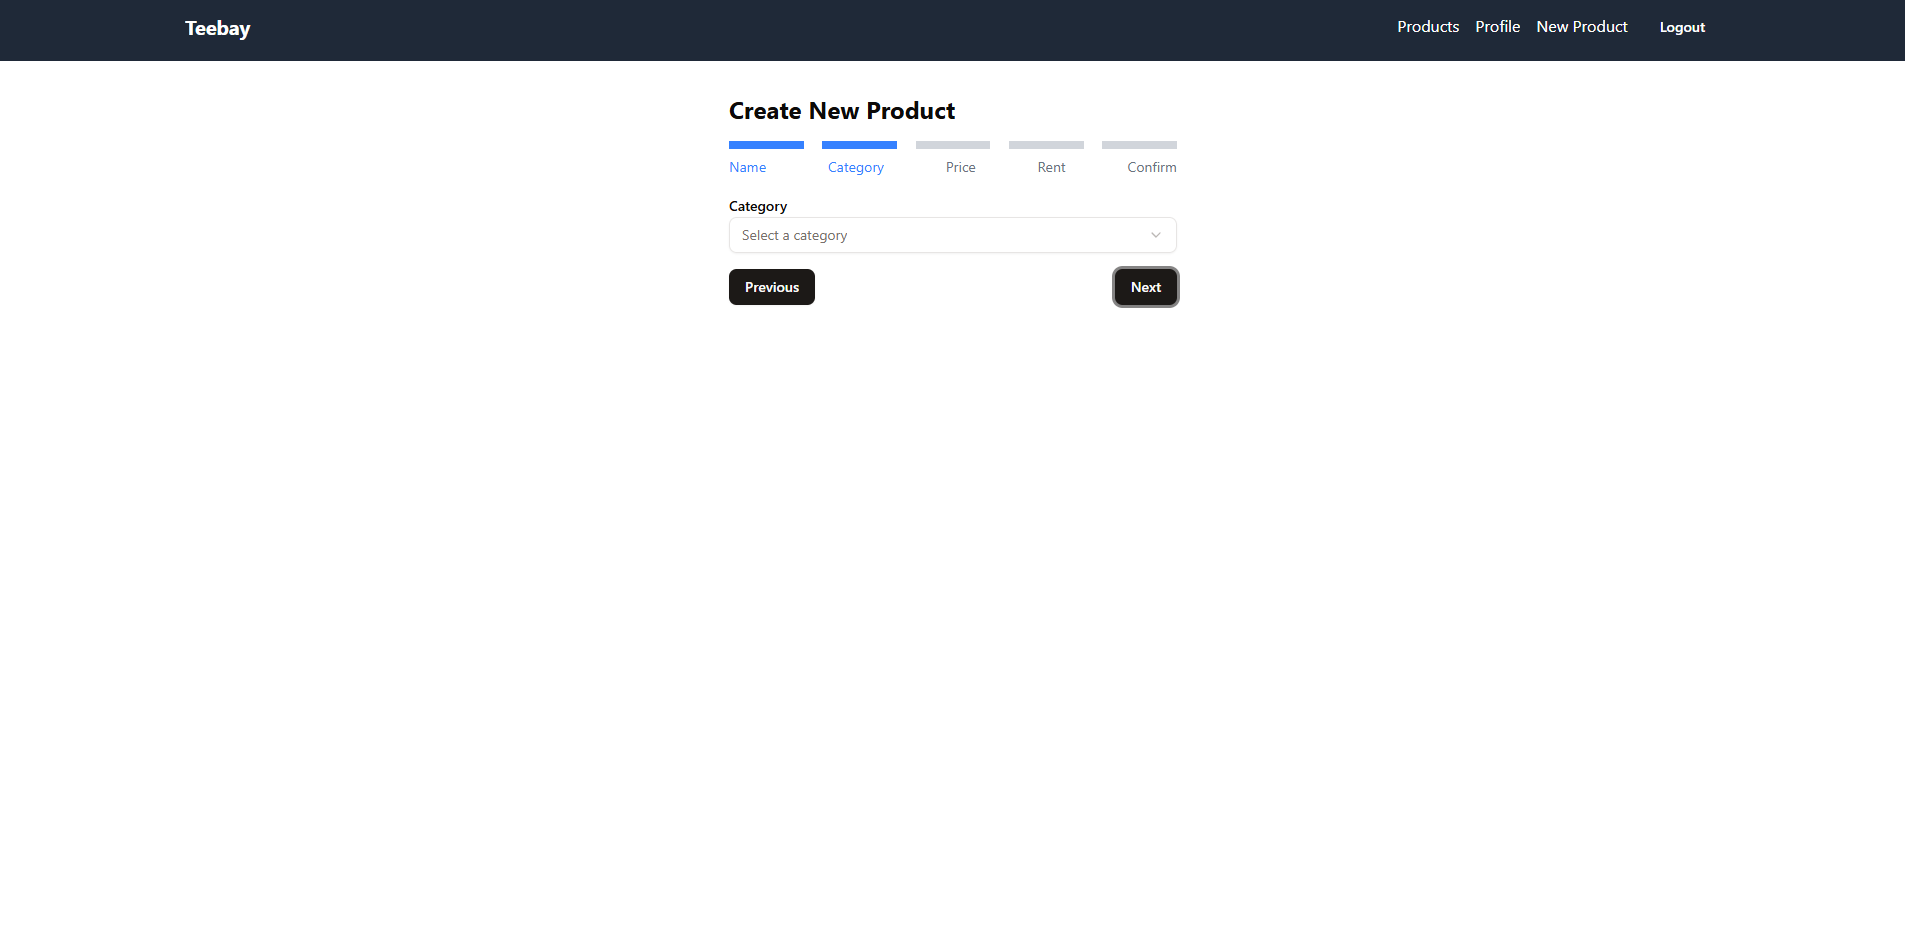 Teebay Products Profile New Product Logout
Create New Product
Name Category Price Rent Confirm
Category
Select a category
Previous Next